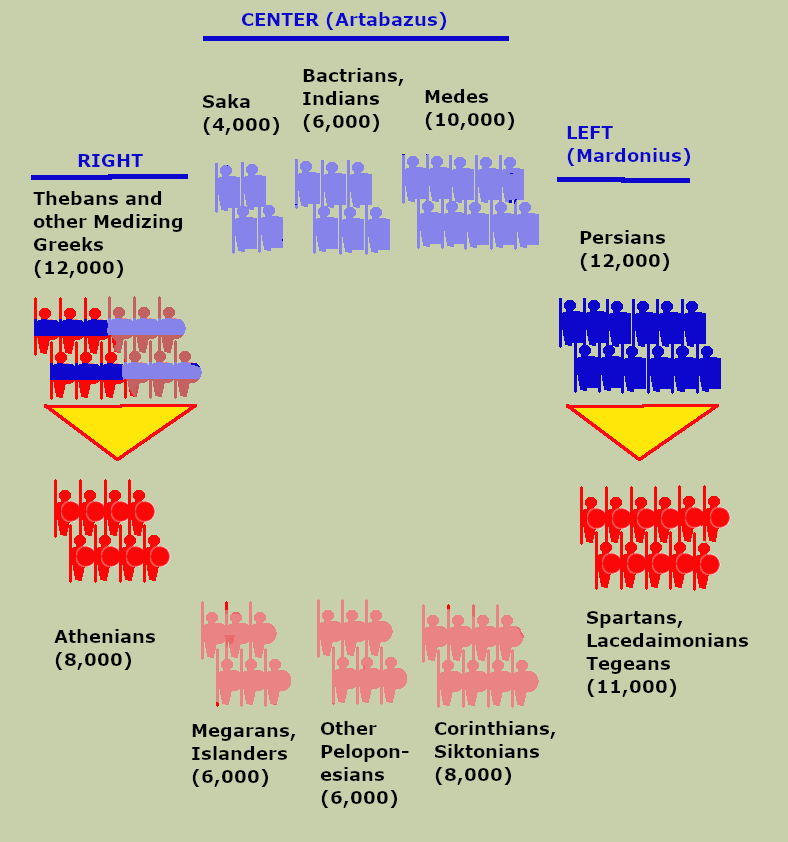 CENTER (Artabazus)
Saka
(4,000)
Bactrians,
Indians
(6,000)
Medes
(10,000)
LEFT
(Mardonius)
RIGHT
Thebans and
other Medizing
Greeks
(12,000)
Persians
(12,000)
Athenians
(8,000)
Megarans,
Islanders
(6,000)
Other
Pelopon-
esians
(6,000)
Corinthians,
Siktonians
(8,000)
Spartans,
Lacedaimonians
Tegeans
(11,000)